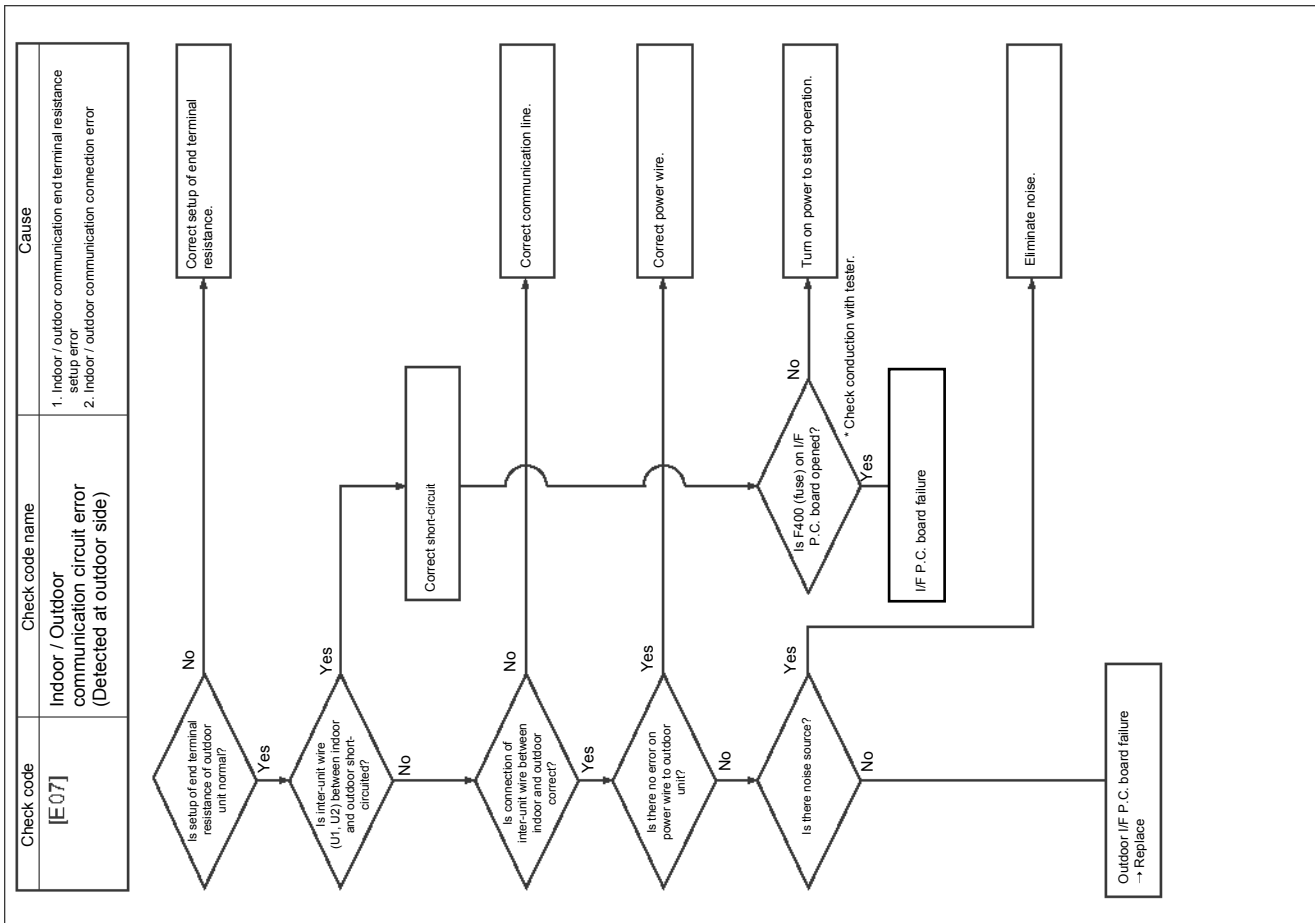 Check code
Check code name
Cause
[E07]
Indoor / Outdoor
communication circuit error
(Detected at outdoor side)
1. Indoor / outdoor communication end terminal resistance
setup error
2. Indoor / outdoor communication connection error
Is setup of end terminal
resistance of outdoor
unit normal?
No
Correct setup of end terminal
resistance.
Yes
Is inter-unit wire
(U1, U2) between indoor
and outdoor short-
circuited?
Yes
Correct short-circuit
No
Is connection of
inter-unit wire between
indoor and outdoor
correct?
No
Correct communication line.
Yes
Is there no error on
power wire to outdoor
unit?
Yes
Correct power wire.
No
Is there noise source?
Yes
Eliminate noise.
No
Is F400 (fuse) on I/F
P.C. board opened?
No
Turn on power to start operation.
* Check conduction with tester.
Yes
I/F P.C. board failure
Outdoor I/F P.C. board failure
→ Replace